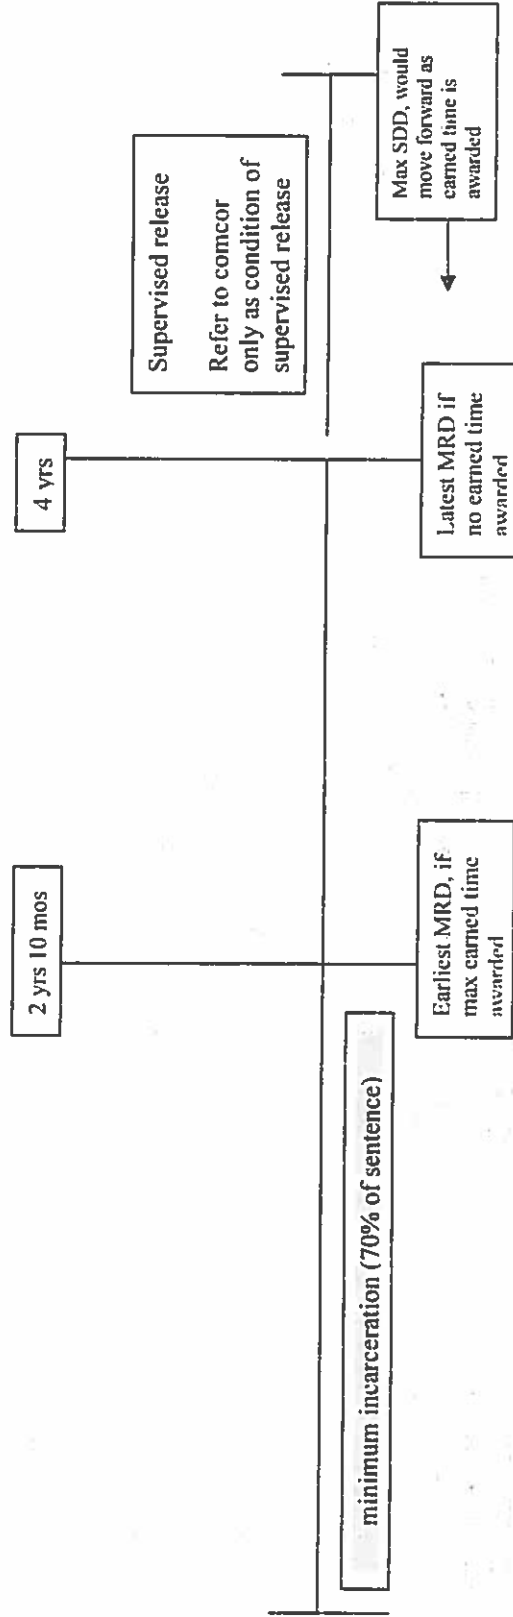 2 yrs 10 mos
4 yrs
Supervised release
Refer to comcor
only as condition of
supervised release
minimum incarceration (70% of sentence)
Earliest MRD, if
max earned time
awarded
Latest MRD if
no earned time
awarded
Max SDD, would
move forward as
earned time is
awarded